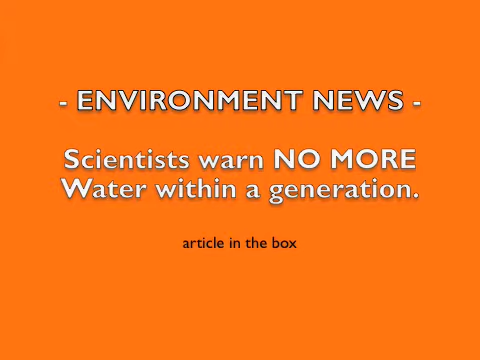 - ENVIRONMENT NEWS -
Scientists warn NO MORE
Water within a generation.
article in the box